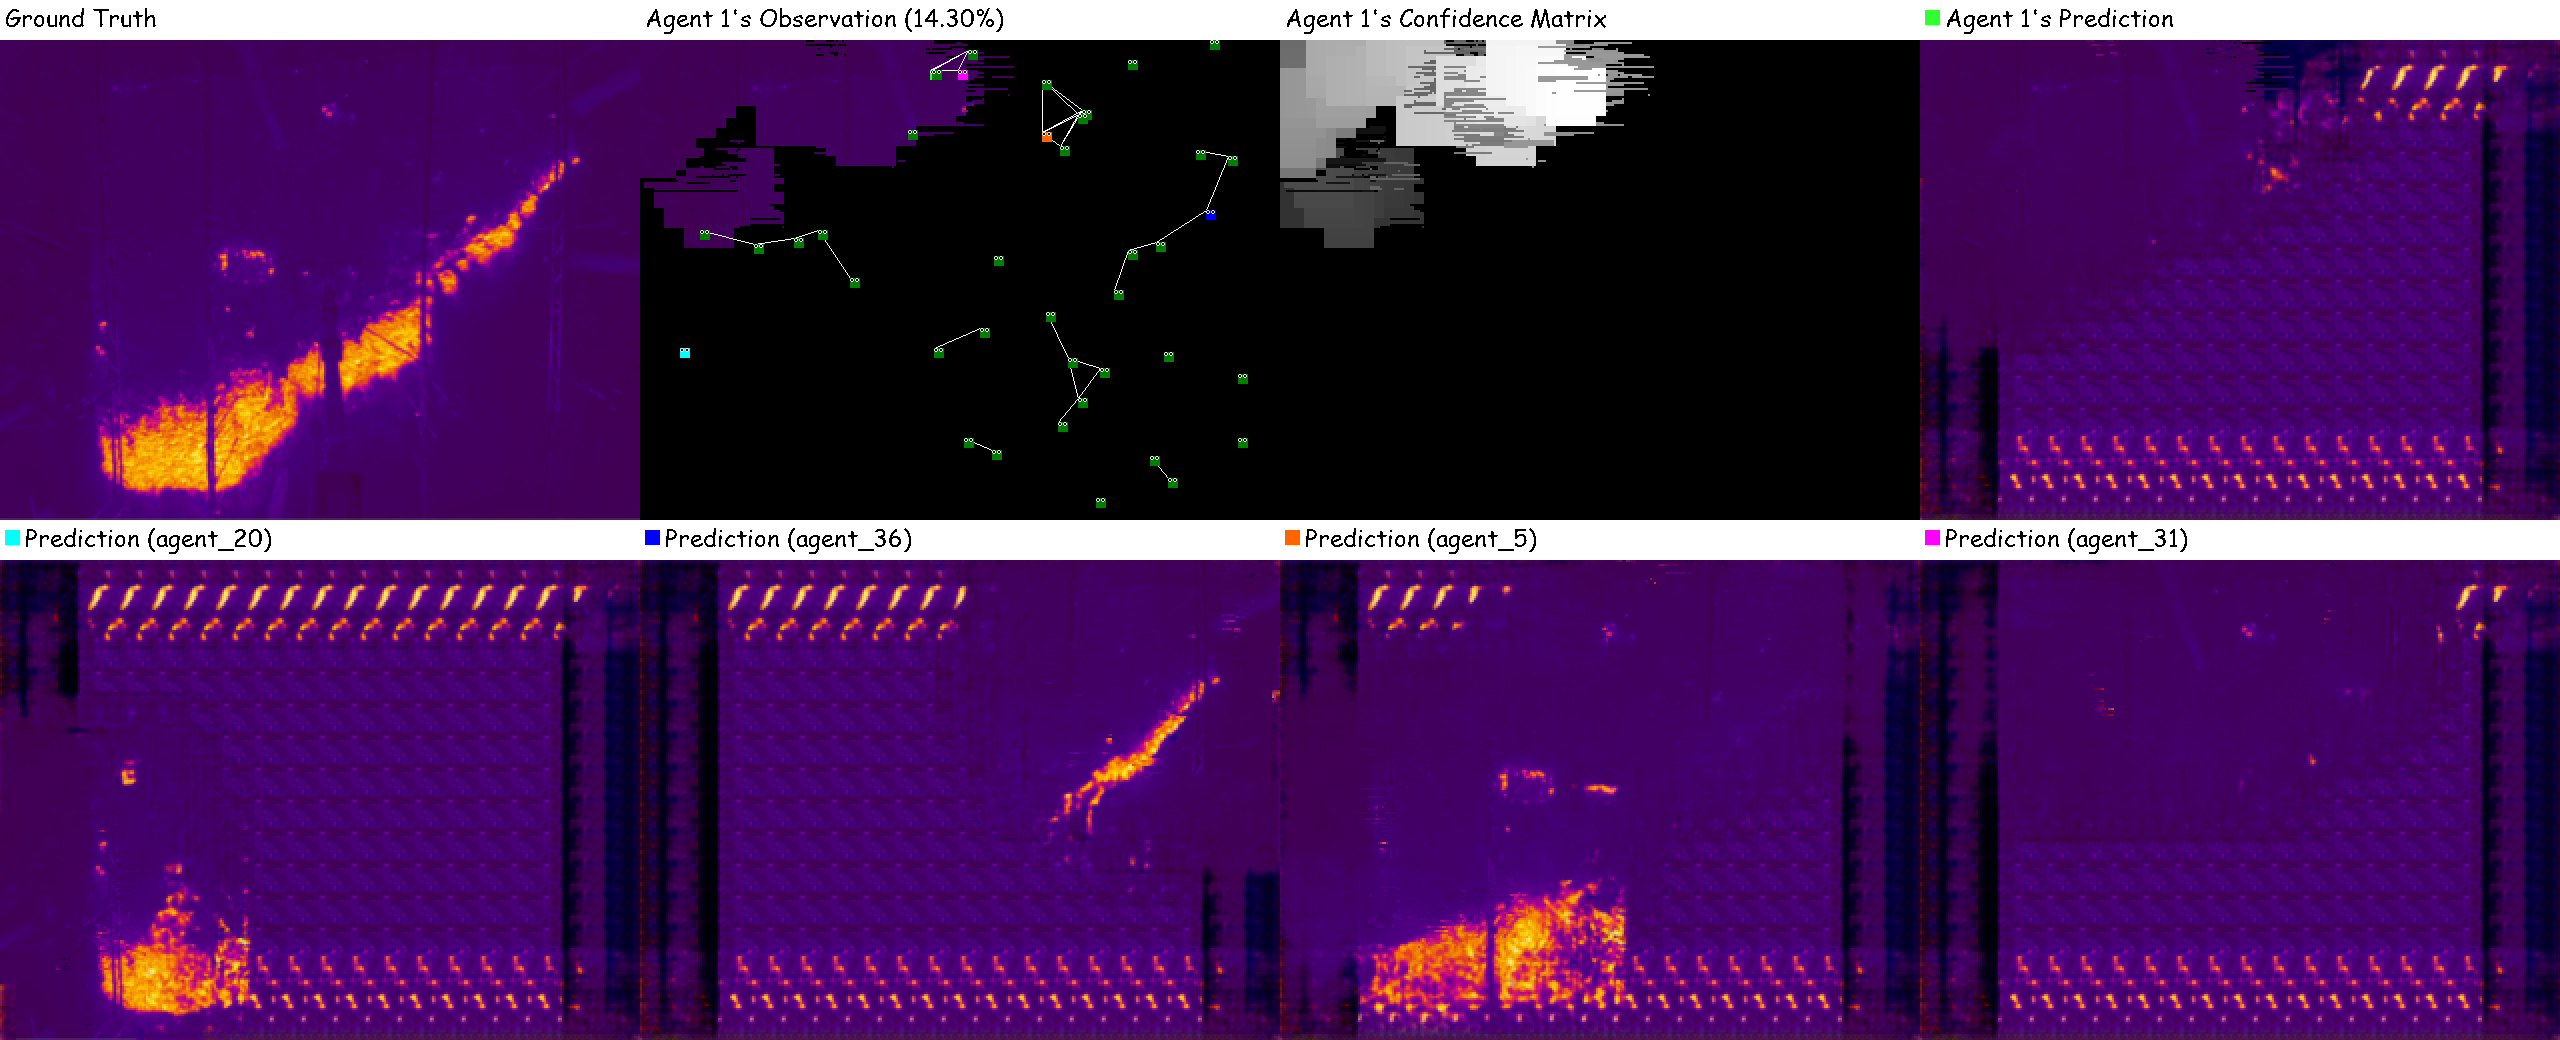 Ground Truth
Agent 1's Observation (14.30%)
Agent 1's Confidence Matrix
Agent 1's Prediction
Prediction (agent_20)
Prediction (agent_36)
Prediction (agent_5)
Prediction (agent_31)